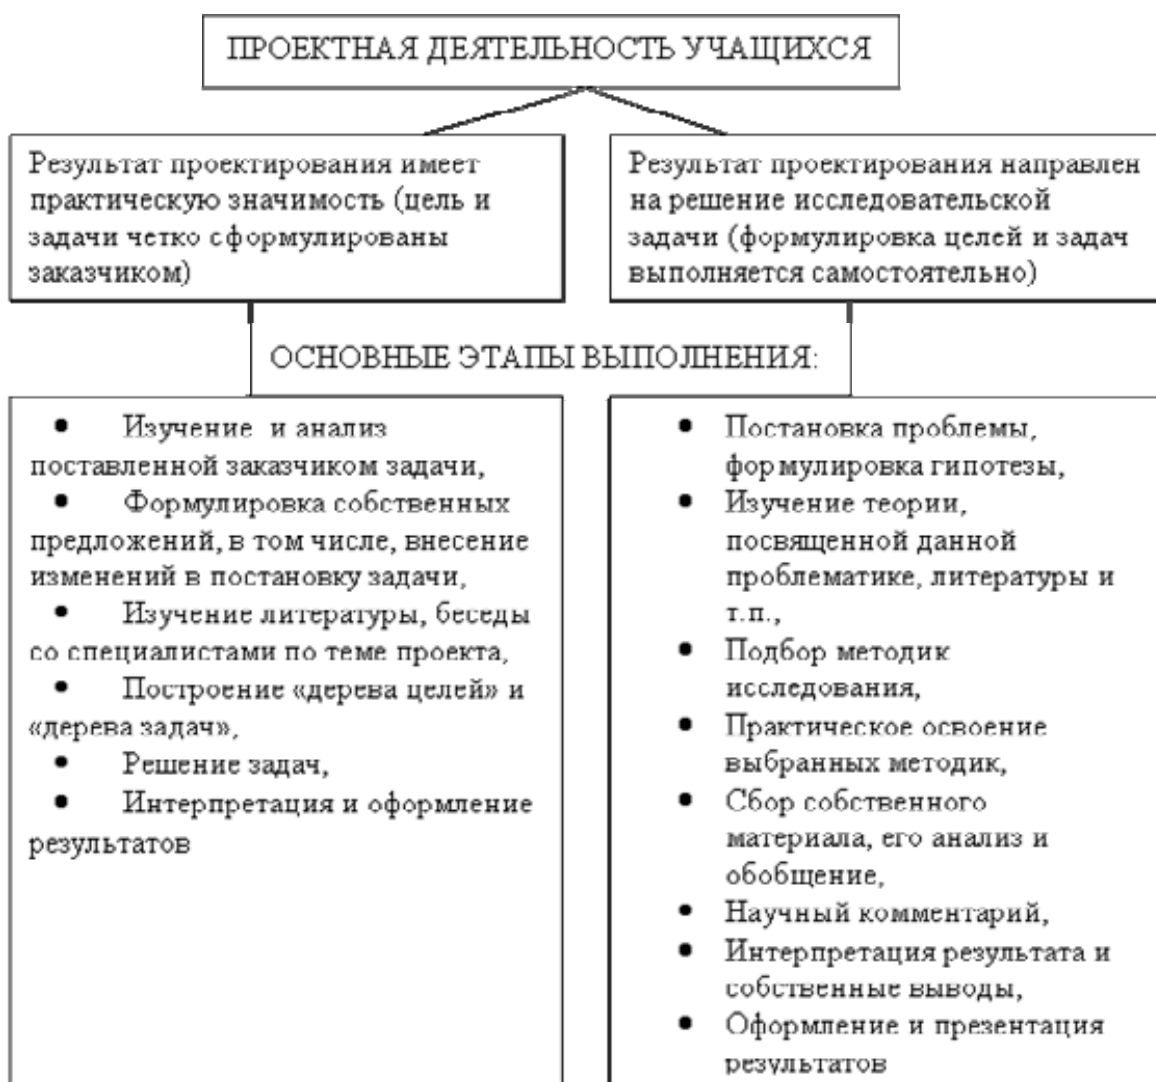 ПРОЕКТНАЯ ДЕЯТЕЛЬНОСТЬ УЧАЩИХСЯ
Результат проектирования имеет
практическую значимость (цель и
задачи четко сформулированы
заказчиком)
Результат проектирования направлен
на решение исследовательской
задачи (формулировка целей и задач
выполняется самостоятельно)
ОСНОВНЫЕ ЭТАПЫ ВЫПОЛНЕНИЯ:
• Изучение и анализ
поставленной заказчиком задачи,
• Формулировка собственных
предложений, в том числе, внесение
изменений в постановку задачи,
• Изучение литературы, беседы
со специалистами по теме проекта,
• Построение «дерева целей» и
«дерева задач»,
• Решение задач,
• Интерпретация и оформление
результатов
• Постановка проблемы,
формулировка гипотезы,
• Изучение теории,
посвященной данной
проблематике, литературы и
т.п.,
• Подбор методик
исследования,
• Практическое освоение
выбранных методик,
• Сбор собственного
материала, его анализ и
обобщение,
• Научный комментарий,
• Интерпретация результата и
собственные выводы,
• Оформление и презентация
результатов